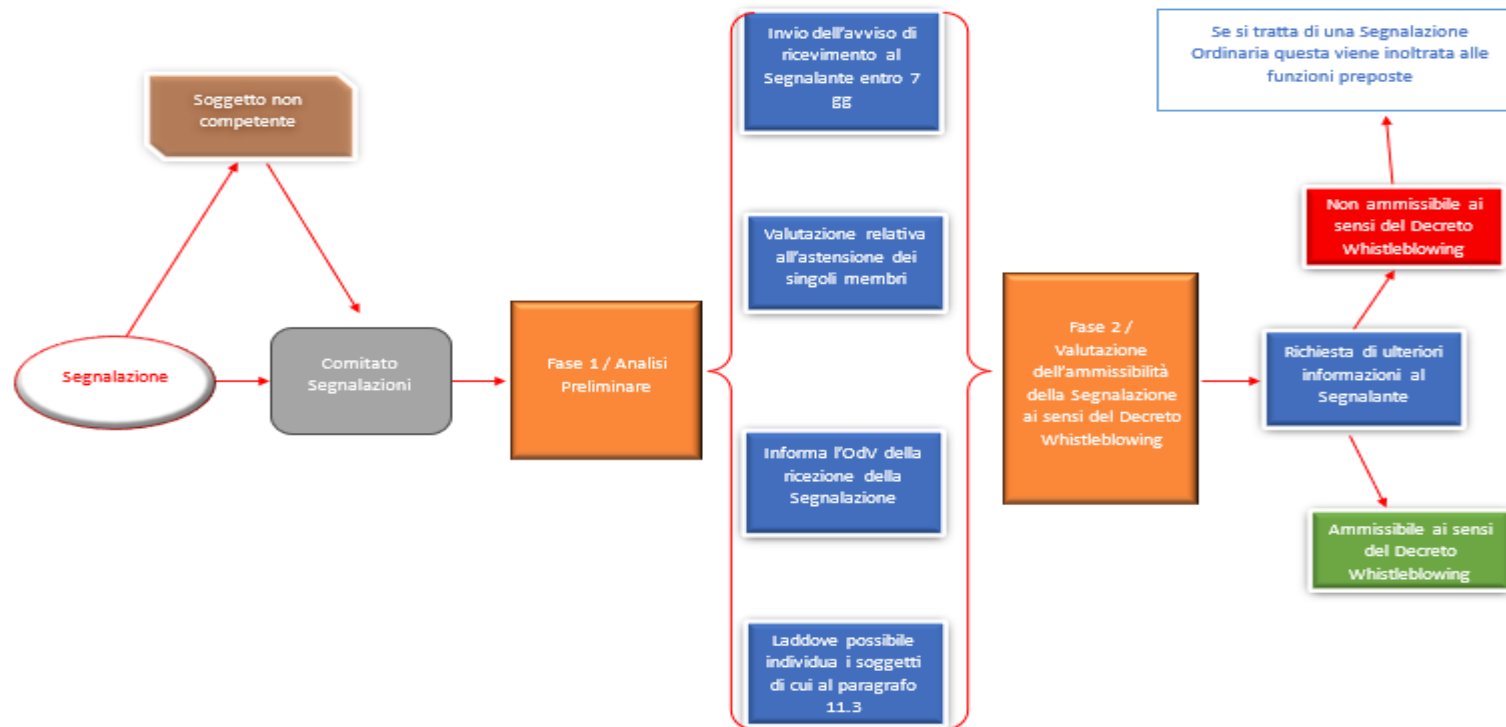 Soggetto non
competente
Segnalazione
Comitato
Segnalazioni
Fase 1 / Analisi
Preliminare
Invio dell'avviso di
ricevimento al
Segnalante entro 7
gg
Valutazione relativa
all'astensione dei
singoli membri
Informa l'OdV della
ricezione della
Segnalazione
Laddove possibile
individua i soggetti
di cui al paragrafo
11.3
Fase 2 /
Valutazione
dell'ammissibilità
della Segnalazione
ai sensi del Decreto
Whistleblowing
Se si tratta di una Segnalazione
Ordinaria questa viene inoltrata alle
funzioni preposte
Non ammissibile ai
sensi del Decreto
Whistleblowing
Richiesta di ulteriori
informazioni al
Segnalante
Ammissibile ai sensi
del Decreto
Whistleblowing